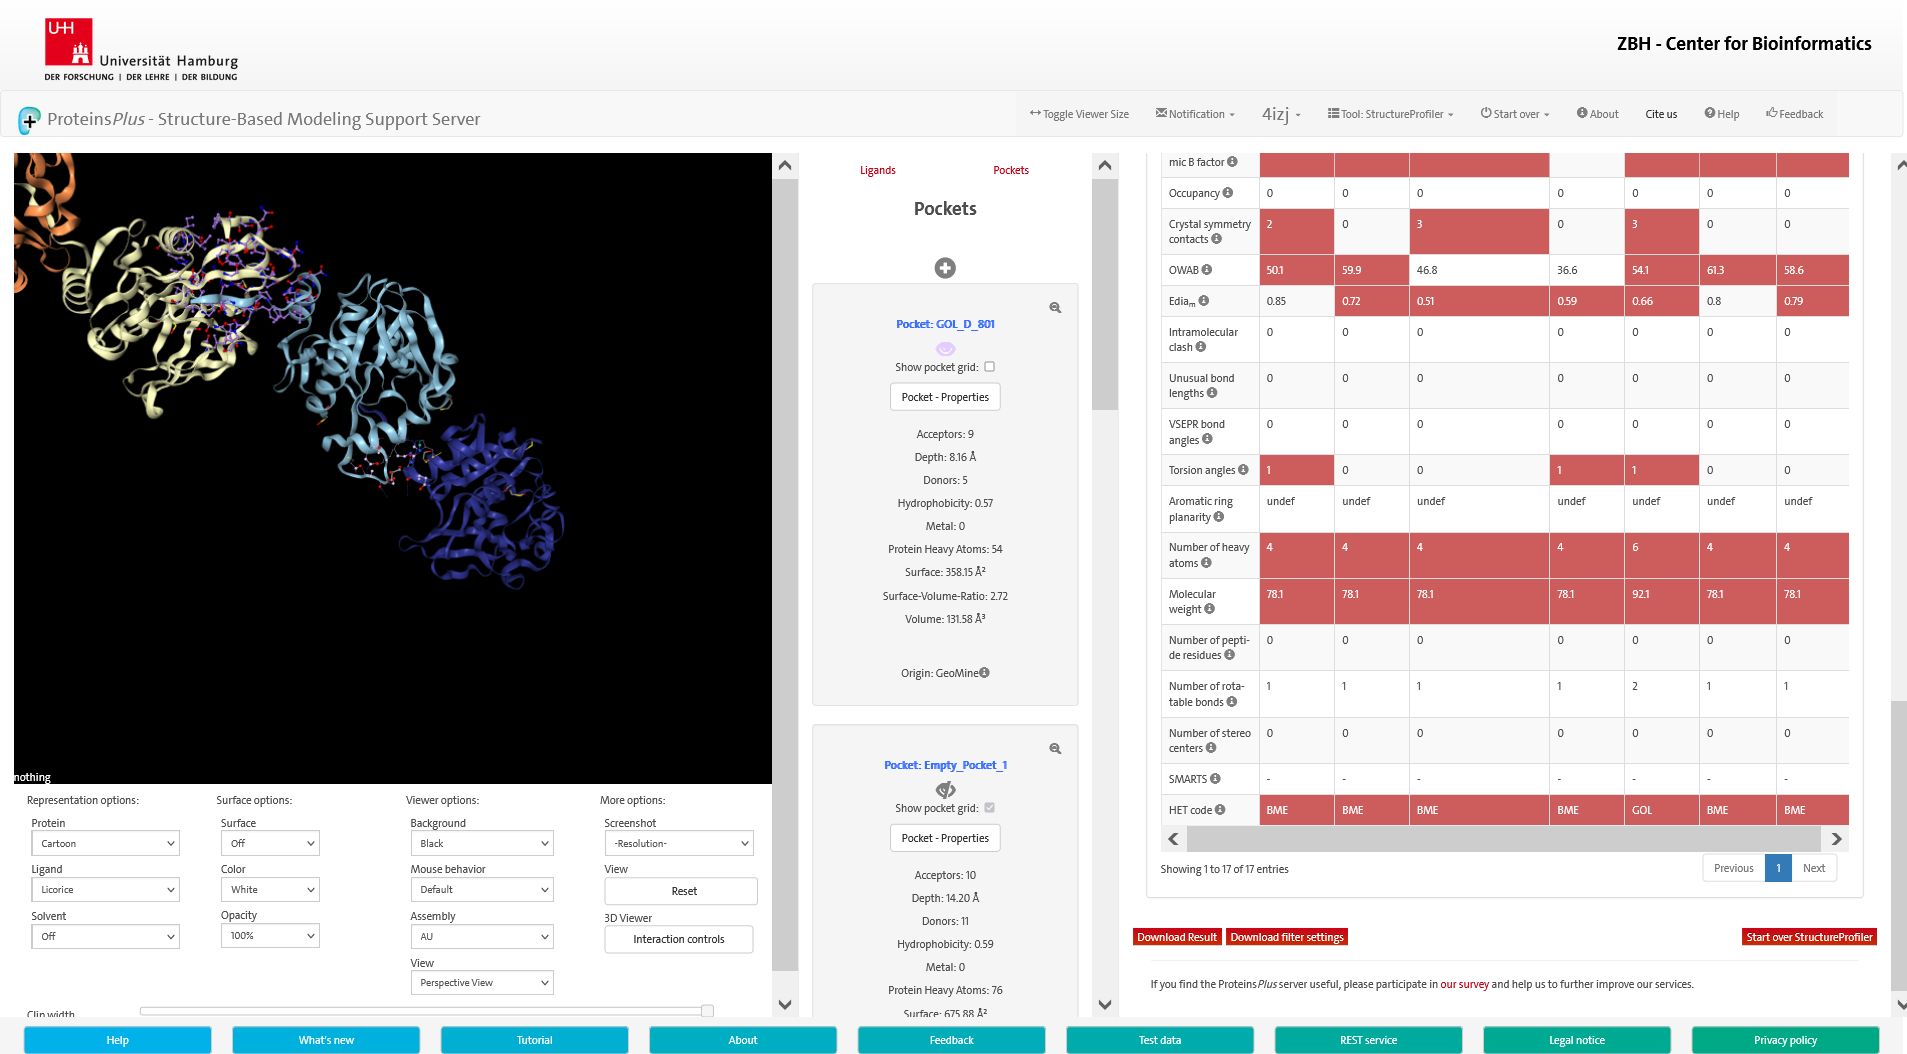 U-H
Universität Hamburg
DER FORSCHUNG | DER LEHRE | DER BILDUNG
ZBH - Center for Bioinformatics
ProteinsPlus - Structure-Based Modeling Support Server
Toggle Viewer Size
Notification
4izj
Tool: StructureProfiler
Start over
About
Cite us
Help
Feedback
nothing
Representation options:
Surface options:
Viewer options:
More options:
Protein
Surface
Background
Screenshot
Cartoon
Off
Black
-Resolution-
Ligand
Color
Mouse behavior
View
Licorice
White
Default
Reset
Solvent
Opacity
Assembly
3D Viewer
Off
100%
AU
Interaction controls
View
Perspective View
Clip width
Ligands
Pockets
Pockets
Pocket: GOL_D_801
Show pocket grid:
Pocket - Properties
Acceptors: 9
Depth: 8.16 Å
Donors: 5
Hydrophobicity: 0.57
Metal: 0
Protein Heavy Atoms: 54
Surface: 358.15 Å²
Surface-Volume-Ratio: 2.72
Volume: 131.58 Å³
Origin: GeoMine
Pocket: Empty_Pocket_1
Show pocket grid:
Pocket - Properties
Acceptors: 10
Depth: 14.20 Å
Donors: 11
Hydrophobicity: 0.59
Metal: 0
Protein Heavy Atoms: 76
Surface: 675.88 Å²
mic B factor
Occupancy 0 0 0 0 0 0 0
Crystal symmetry
contacts 2 0 3 0 3 0 0
OWAB 50.1 59.9 46.8 36.6 54.1 61.3 58.6
Ediam 0.85 0.72 0.51 0.59 0.66 0.8 0.79
Intramolecular
clash 0 0 0 0 0 0 0
Unusual bond
lengths 0 0 0 0 0 0 0
VSEPR bond
angles 0 0 0 0 0 0 0
Torsion angles 1 0 0 1 1 0 0
Aromatic ring
planarity undef undef undef undef undef undef undef
Number of heavy
atoms 4 4 4 4 6 4 4
Molecular
weight 78.1 78.1 78.1 78.1 92.1 78.1 78.1
Number of pepti-
de residues 0 0 0 0 0 0 0
Number of rota-
table bonds 1 1 1 1 2 1 1
Number of stereo
centers 0 0 0 0 0 0 0
SMARTS - - - - - - -
HET code BME BME BME BME GOL BME BME
Showing 1 to 17 of 17 entries
Previous 1 Next
Download Result
Download filter settings
Start over StructureProfiler
If you find the ProteinsPlus server useful, please participate in our survey and help us to further improve our services.
Help
What's new
Tutorial
About
Feedback
Test data
REST service
Legal notice
Privacy policy